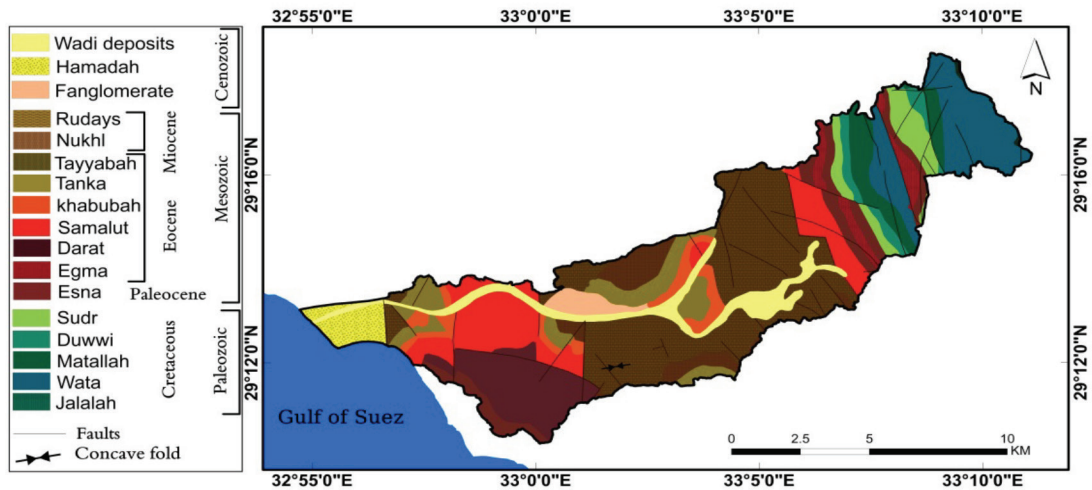 32°55'0"E 33°0'0"E 33°5'0"E 33°10'0"E
Wadi deposits
Hamadah
Fanglomerate
Cenozoic
Rudays
Nukhl
Miocene
Tayyabah
Tanka
khabubah
Samalut
Darat
Egma
Eocene
Esna
Paleocene
Mesozoic
Sudr
Duwwi
Matallah
Wata
Jalalah
Cretaceous
Paleozoic
Faults
Concave fold
N
29°16'0"N 29°16'0"N
29°12'0"N 29°12'0"N
Gulf of Suez
0 2.5 5 10
KM
32°55'0"E 33°0'0"E 33°5'0"E 33°10'0"E